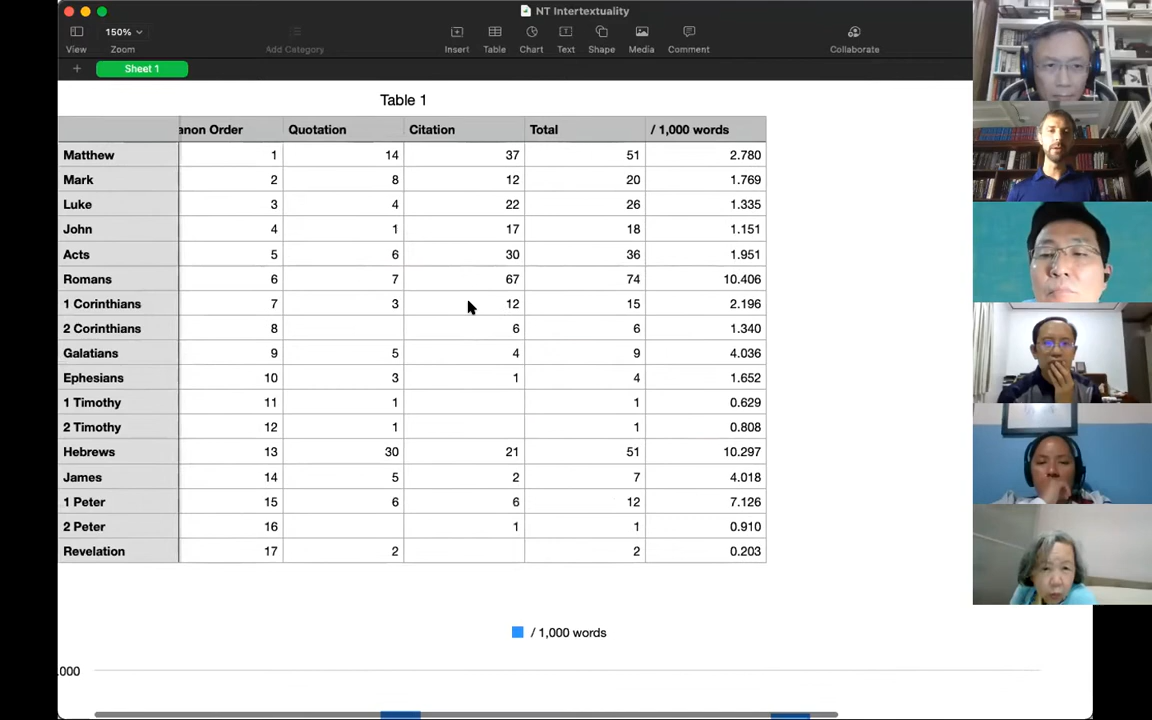 NT Intertextuality
150%
View
Zoom
Add Category
Insert
Table
Chart
Text
Shape
Media
Comment
Collaborate
+ Sheet 1
Table 1
anon Order Quotation Citation Total / 1,000 words
Matthew 1 14 37 51 2.780
Mark 2 8 12 20 1.769
Luke 3 4 22 26 1.335
John 4 1 17 18 1.151
Acts 5 6 30 36 1.951
Romans 6 7 67 74 10.406
1 Corinthians 7 3 12 15 2.196
2 Corinthians 8 6 6 1.340
Galatians 9 5 4 9 4.036
Ephesians 10 3 1 4 1.652
1 Timothy 11 1 1 0.629
2 Timothy 12 1 1 0.808
Hebrews 13 30 21 51 10.297
James 14 5 2 7 4.018
1 Peter 15 6 6 12 7.126
2 Peter 16 1 1 0.910
Revelation 17 2 2 0.203
/ 1,000 words
.000